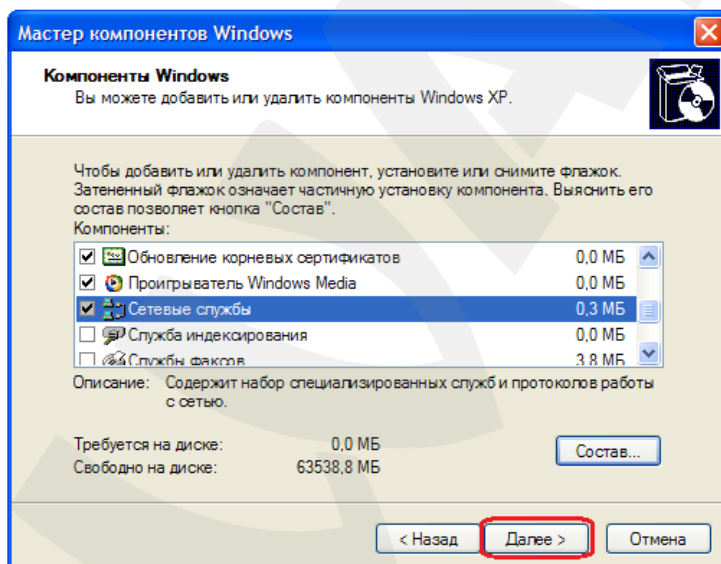 Мастер компонентов Windows
Компоненты Windows
Вы можете добавить или удалить компоненты Windows XP.
Чтобы добавить или удалить компонент, установите или снимите флажок.
Затененный флажок означает частичную установку компонента. Выяснить его
состав позволяет кнопка "Состав".
Компоненты:
Обновление корневых сертификатов 0,0 МБ
Проигрыватель Windows Media 0,0 МБ
Сетевые службы 0,3 МБ
Служба индексирования 0,0 МБ
Службы факсов 3,8 МБ
Описание: Содержит набор специализированных служб и протоколов работы
с сетью.
Требуется на диске: 0,0 МБ
Свободно на диске: 63538,8 МБ
Состав...
< Назад Далее > Отмена